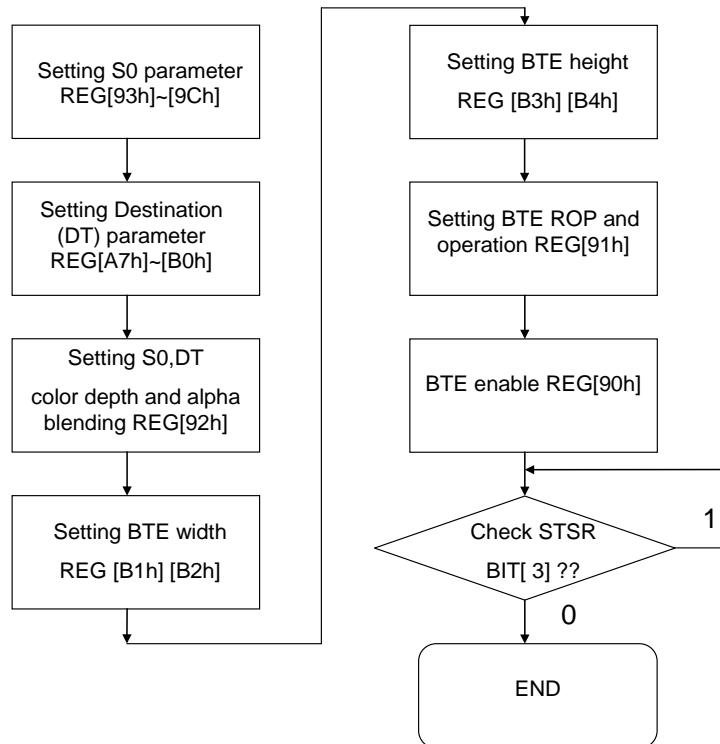 Setting S0 parameter
REG[93h]~[9Ch]
Setting Destination
(DT) parameter
REG[A7h]~[B0h]
Setting S0,DT
color depth and alpha
blending REG[92h]
Setting BTE width
REG [B1h] [B2h]
Setting BTE height
REG [B3h] [B4h]
Setting BTE ROP and
operation REG[91h]
BTE enable REG[90h]
Check STSR
BIT[ 3] ??
1
0
END